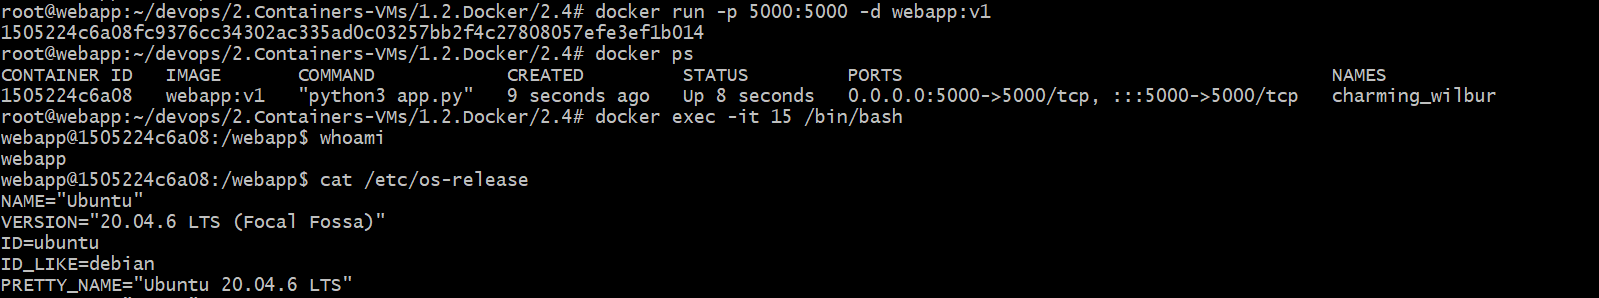 root@webapp:~/devops/2.Containers-VMs/1.2.Docker/2.4# docker run -p 5000:5000 -d webapp:v1
1505224c6a08fc9376cc34302ac335ad0c03257bb2f4c27808057efe3ef1b014
root@webapp:~/devops/2.Containers-VMs/1.2.Docker/2.4# docker ps
CONTAINER ID   IMAGE       COMMAND            CREATED         STATUS         PORTS                                       NAMES
1505224c6a08   webapp:v1   "python3 app.py"   9 seconds ago   Up 8 seconds   0.0.0.0:5000->5000/tcp, :::5000->5000/tcp   charming_wilbur
root@webapp:~/devops/2.Containers-VMs/1.2.Docker/2.4# docker exec -it 15 /bin/bash
webapp@1505224c6a08:/webapp$ whoami
webapp
webapp@1505224c6a08:/webapp$ cat /etc/os-release
NAME="Ubuntu"
VERSION="20.04.6 LTS (Focal Fossa)"
ID=ubuntu
ID_LIKE=debian
PRETTY_NAME="Ubuntu 20.04.6 LTS"